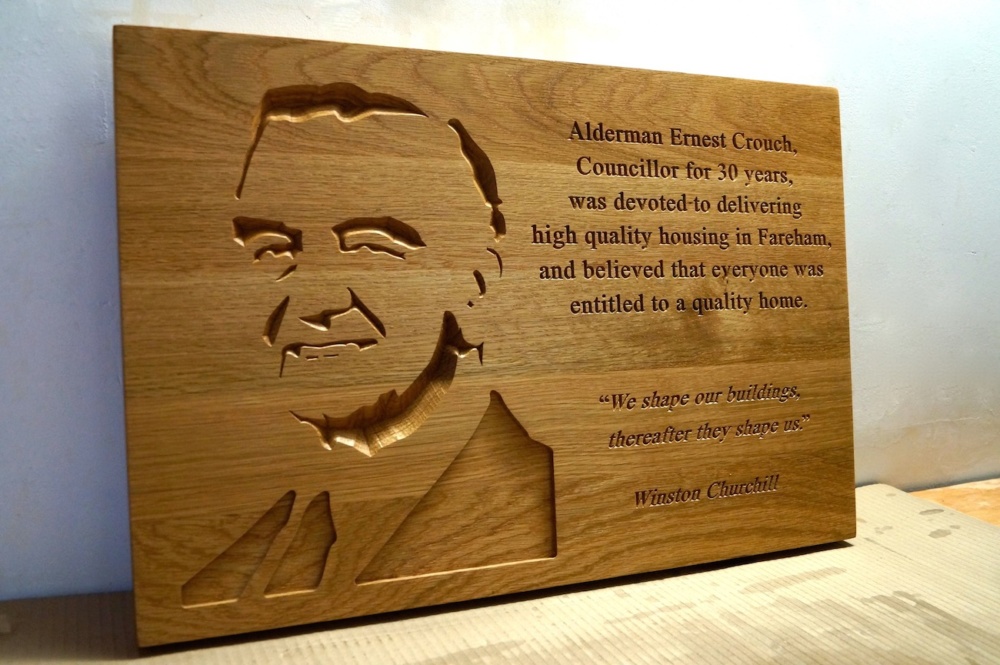 Alderman Ernest Crouch,
Councillor for 30 years,
was devoted to delivering
high quality housing in Fareham,
and believed that everyone was
entitled to a quality home.
“We shape our buildings,
thereafter they shape us.”
Winston Churchill